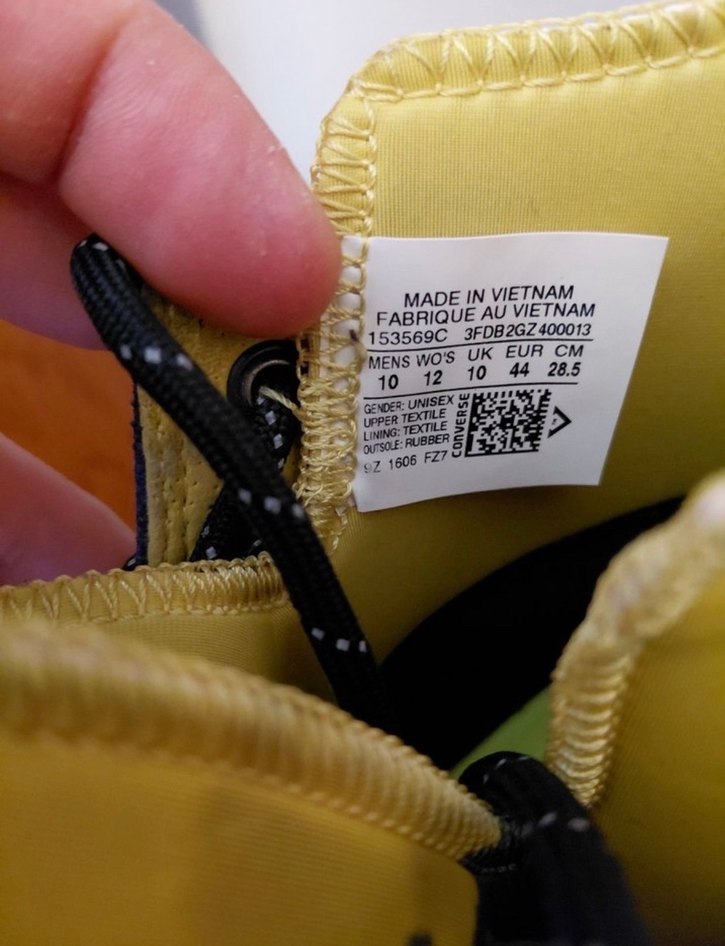 MADE IN VIETNAM
FABRIQUE AU VIETNAM
153569C 3FDB2GZ400013
MENS WO'S UK EUR CM
10 12 10 44 28.5
GENDER: UNISEX
UPPER TEXTILE
LINING: TEXTILE
OUTSOLE: RUBBER
CONVERSE
9Z 1606 FZ7